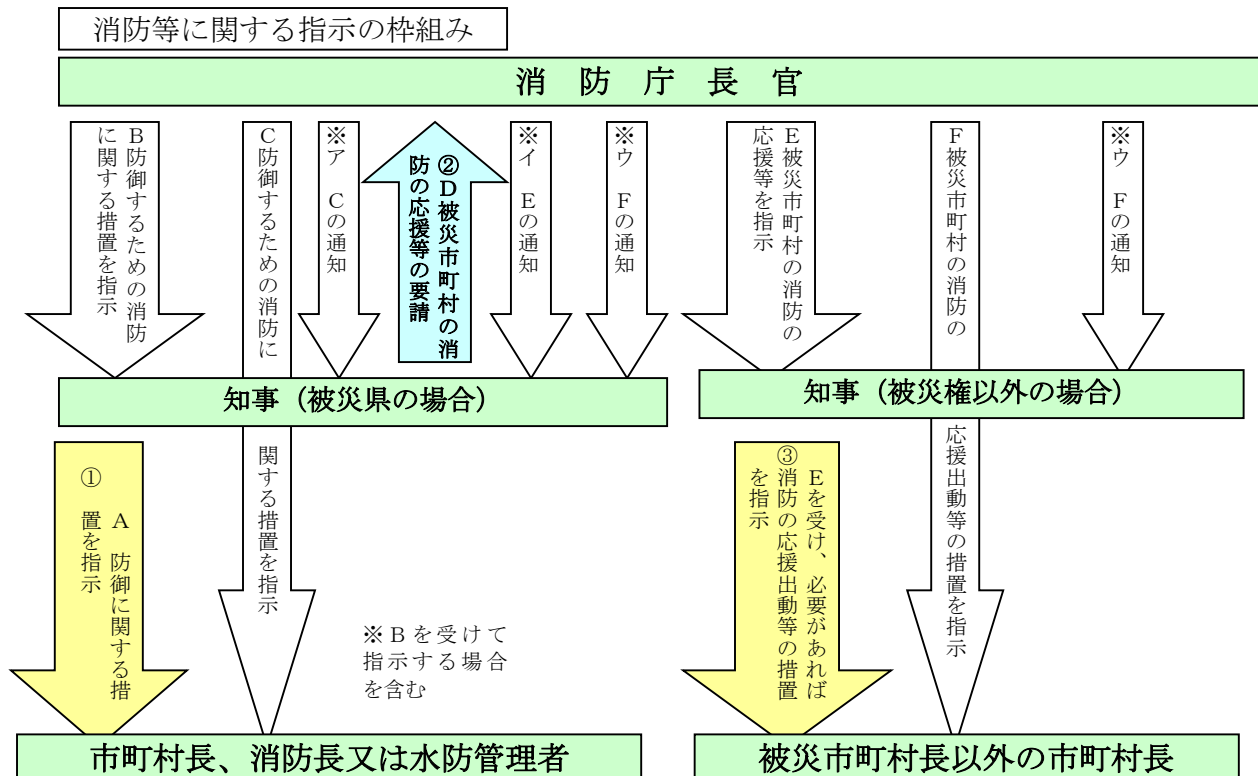 消防等に関する指示の枠組み
消防庁長官
B防御するための消防
に関する措置を指示
C防御するための消防に
関する措置を指示
※ア Cの通知
②D被災市町村の消
防の応援等の要請
※イ Eの通知
※ウ Fの通知
E被災市町村の消防の
応援等を指示
F被災市町村の消防の
応援出動等の措置を指示
※ウ Fの通知
知事（被災県の場合）
知事（被災権以外の場合）
① A 防御に関する措
置を指示
※Bを受けて
指示する場合
を含む
③ Eを受け、必要があれば
消防の応援出動等の措置
を指示
市町村長、消防長又は水防管理者
被災市町村長以外の市町村長